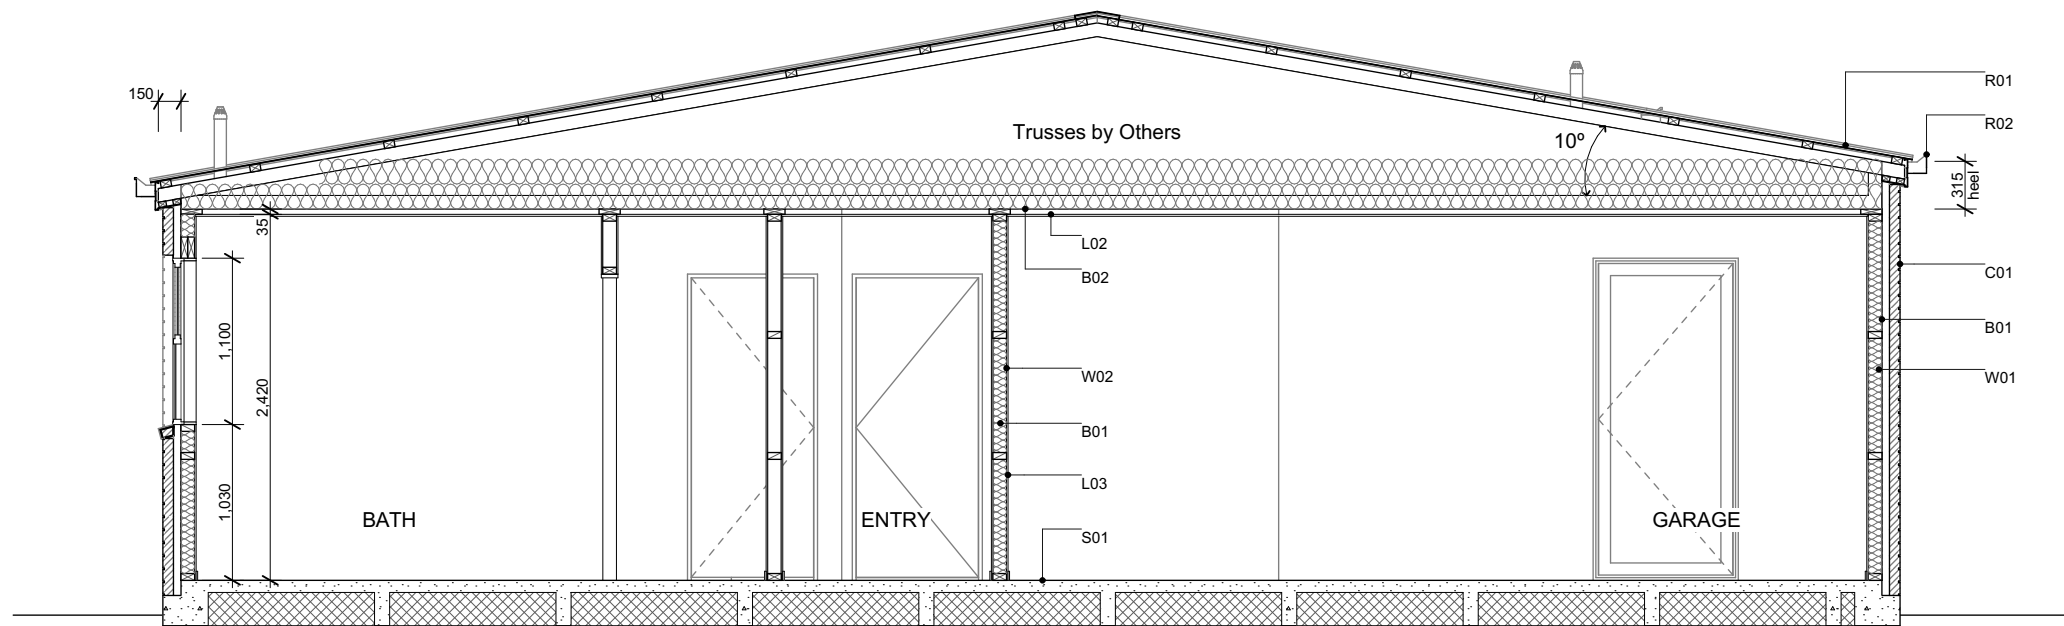 150
R01
R02
Trusses by Others
10°
315
heel
35
L02
B02
C01
1,100
2,420
B01
W02
W01
B01
L03
1,030
BATH
ENTRY
GARAGE
S01